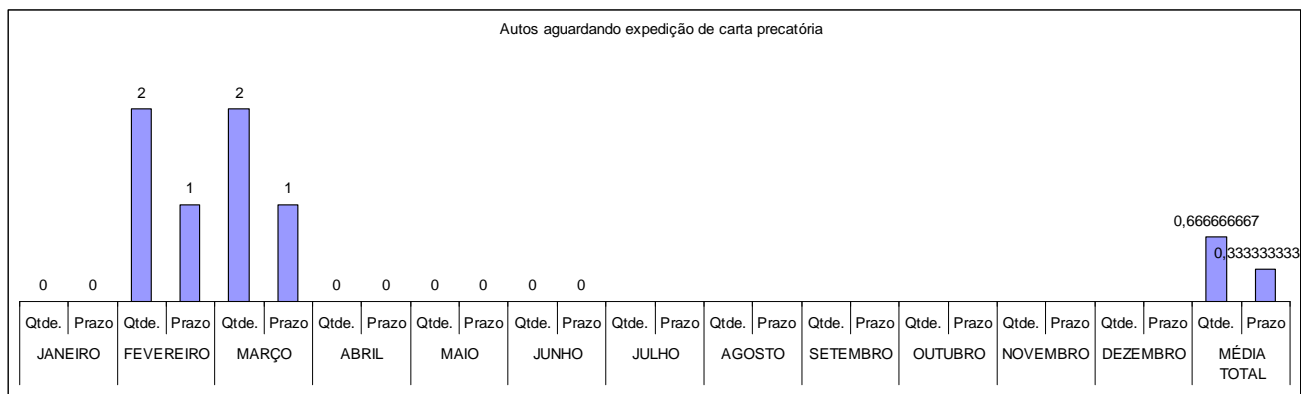 Autos aguardando expedição de carta precatória
2 2
1 1
0,666666667
0,333333333
0 0 0 0 0 0 0 0
Qtde. Prazo Qtde. Prazo Qtde. Prazo Qtde. Prazo Qtde. Prazo Qtde. Prazo Qtde. Prazo Qtde. Prazo Qtde. Prazo Qtde. Prazo Qtde. Prazo Qtde. Prazo Qtde. Prazo
JANEIRO FEVEREIRO MARÇO ABRIL MAIO JUNHO JULHO AGOSTO SETEMBRO OUTUBRO NOVEMBRO DEZEMBRO MÉDIA
TOTAL